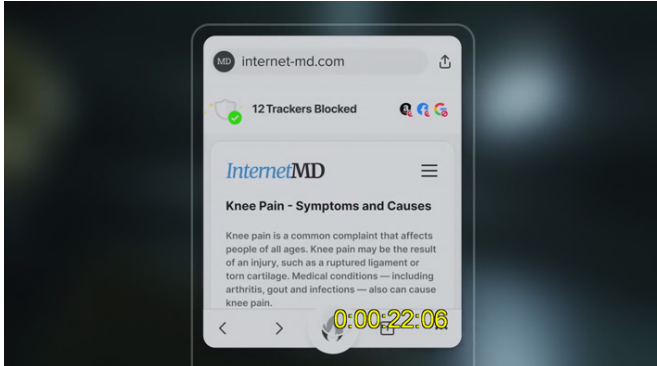 MD internet-md.com
12 Trackers Blocked
InternetMD
Knee Pain - Symptoms and Causes
Knee pain is a common complaint that affects
people of all ages. Knee pain may be the result
of an injury, such as a ruptured ligament or
torn cartilage. Medical conditions — including
arthritis, gout and infections — also can cause
knee pain.
0:00:22:06